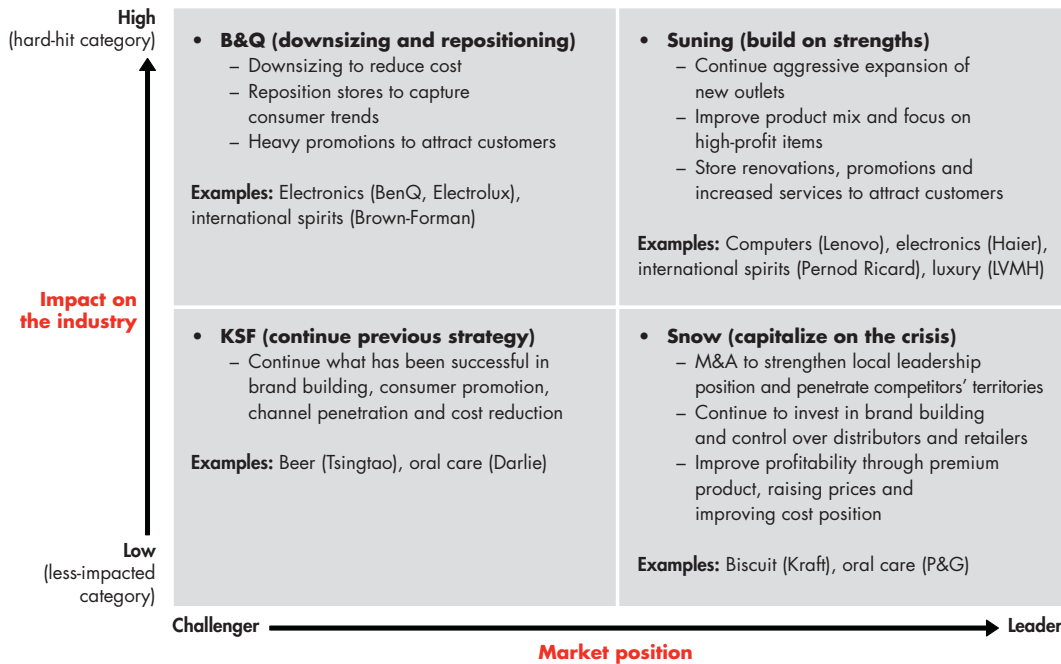 High
(hard-hit category)
• B&Q (downsizing and repositioning)
– Downsizing to reduce cost
– Reposition stores to capture
consumer trends
– Heavy promotions to attract customers
Examples: Electronics (BenQ, Electrolux),
international spirits (Brown-Forman)
• Suning (build on strengths)
– Continue aggressive expansion of
new outlets
– Improve product mix and focus on
high-profit items
– Store renovations, promotions and
increased services to attract customers
Examples: Computers (Lenovo), electronics (Haier),
international spirits (Pernod Ricard), luxury (LVMH)
Impact on
the industry
• KSF (continue previous strategy)
– Continue what has been successful in
brand building, consumer promotion,
channel penetration and cost reduction
Examples: Beer (Tsingtao), oral care (Darlie)
• Snow (capitalize on the crisis)
– M&A to strengthen local leadership
position and penetrate competitors’ territories
– Continue to invest in brand building
and control over distributors and retailers
– Improve profitability through premium
product, raising prices and
improving cost position
Examples: Biscuit (Kraft), oral care (P&G)
Low
(less-impacted
category)
Challenger
Leader
Market position